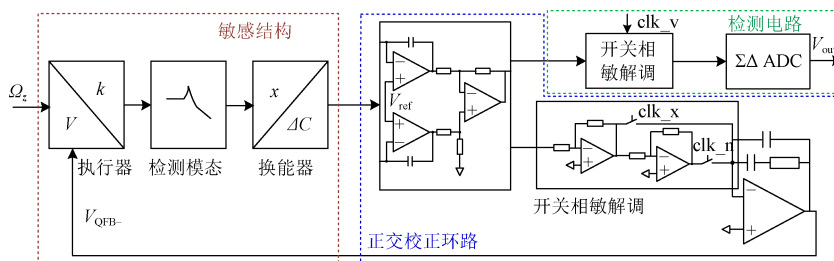 敏感结构
Ω_z
k
V
执行器
检测模态
x
ΔC
换能器
V_QFB−
V_ref
正交校正环路
clk_v
开关相
敏解调
检测电路
ΣΔ ADC
V_out
clk_x
clk_n
开关相敏解调